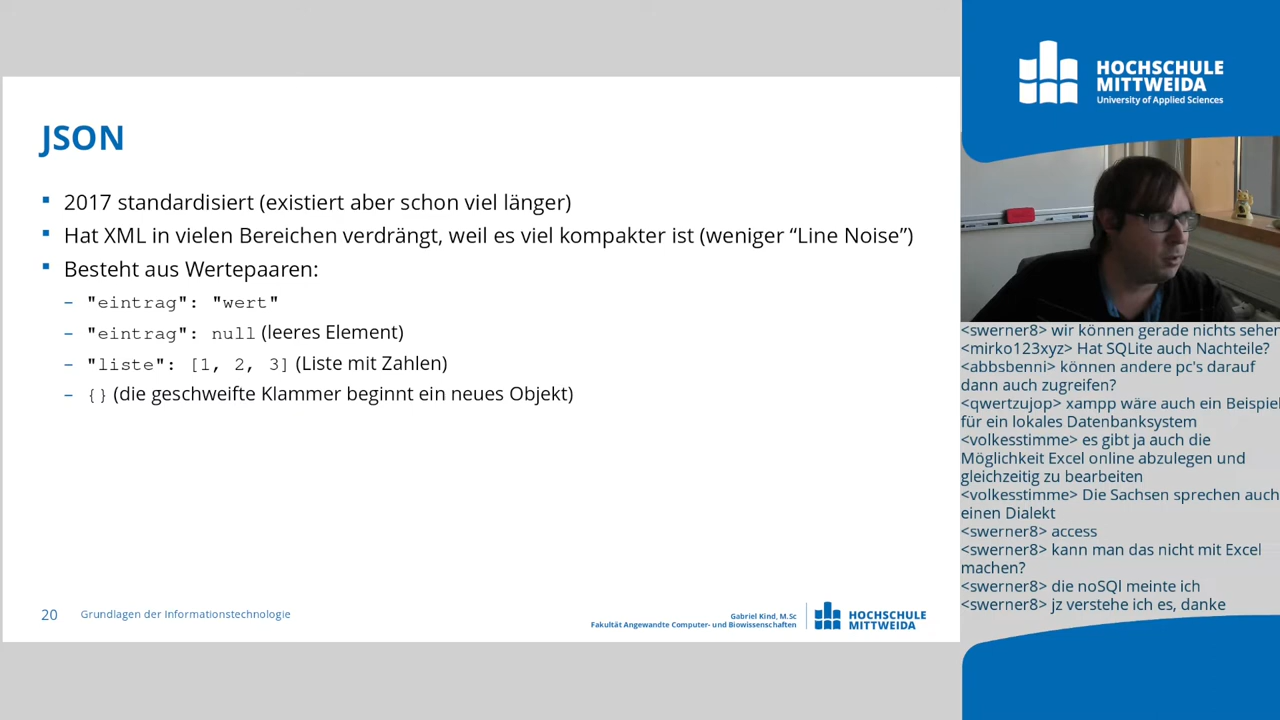 JSON
2017 standardisiert (existiert aber schon viel länger)
Hat XML in vielen Bereichen verdrängt, weil es viel kompakter ist (weniger “Line Noise”)
Besteht aus Wertepaaren:
– "eintrag": "wert"
– "eintrag": null (leeres Element)
– "liste": [1, 2, 3] (Liste mit Zahlen)
– {} (die geschweifte Klammer beginnt ein neues Objekt)
20 Grundlagen der Informationstechnologie
Gabriel Kind, M.Sc
Fakultät Angewandte Computer- und Biowissenschaften
HOCHSCHULE
MITTWEIDA
HOCHSCHULE
MITTWEIDA
University of Applied Sciences
<swerner8> wir können gerade nichts sehen
<mirko123xyz> Hat SQLite auch Nachteile?
<abbsbenni> können andere pc's darauf
dann auch zugreifen?
<qwertzujop> xampp wäre auch ein Beispiel
für ein lokales Datenbanksystem
<volkesstimme> es gibt ja auch die
Möglichkeit Excel online abzulegen und
gleichzeitig zu bearbeiten
<volkesstimme> Die Sachsen sprechen auch
einen Dialekt
<swerner8> access
<swerner8> kann man das nicht mit Excel
machen?
<swerner8> die noSQl meinte ich
<swerner8> jz verstehe ich es, danke